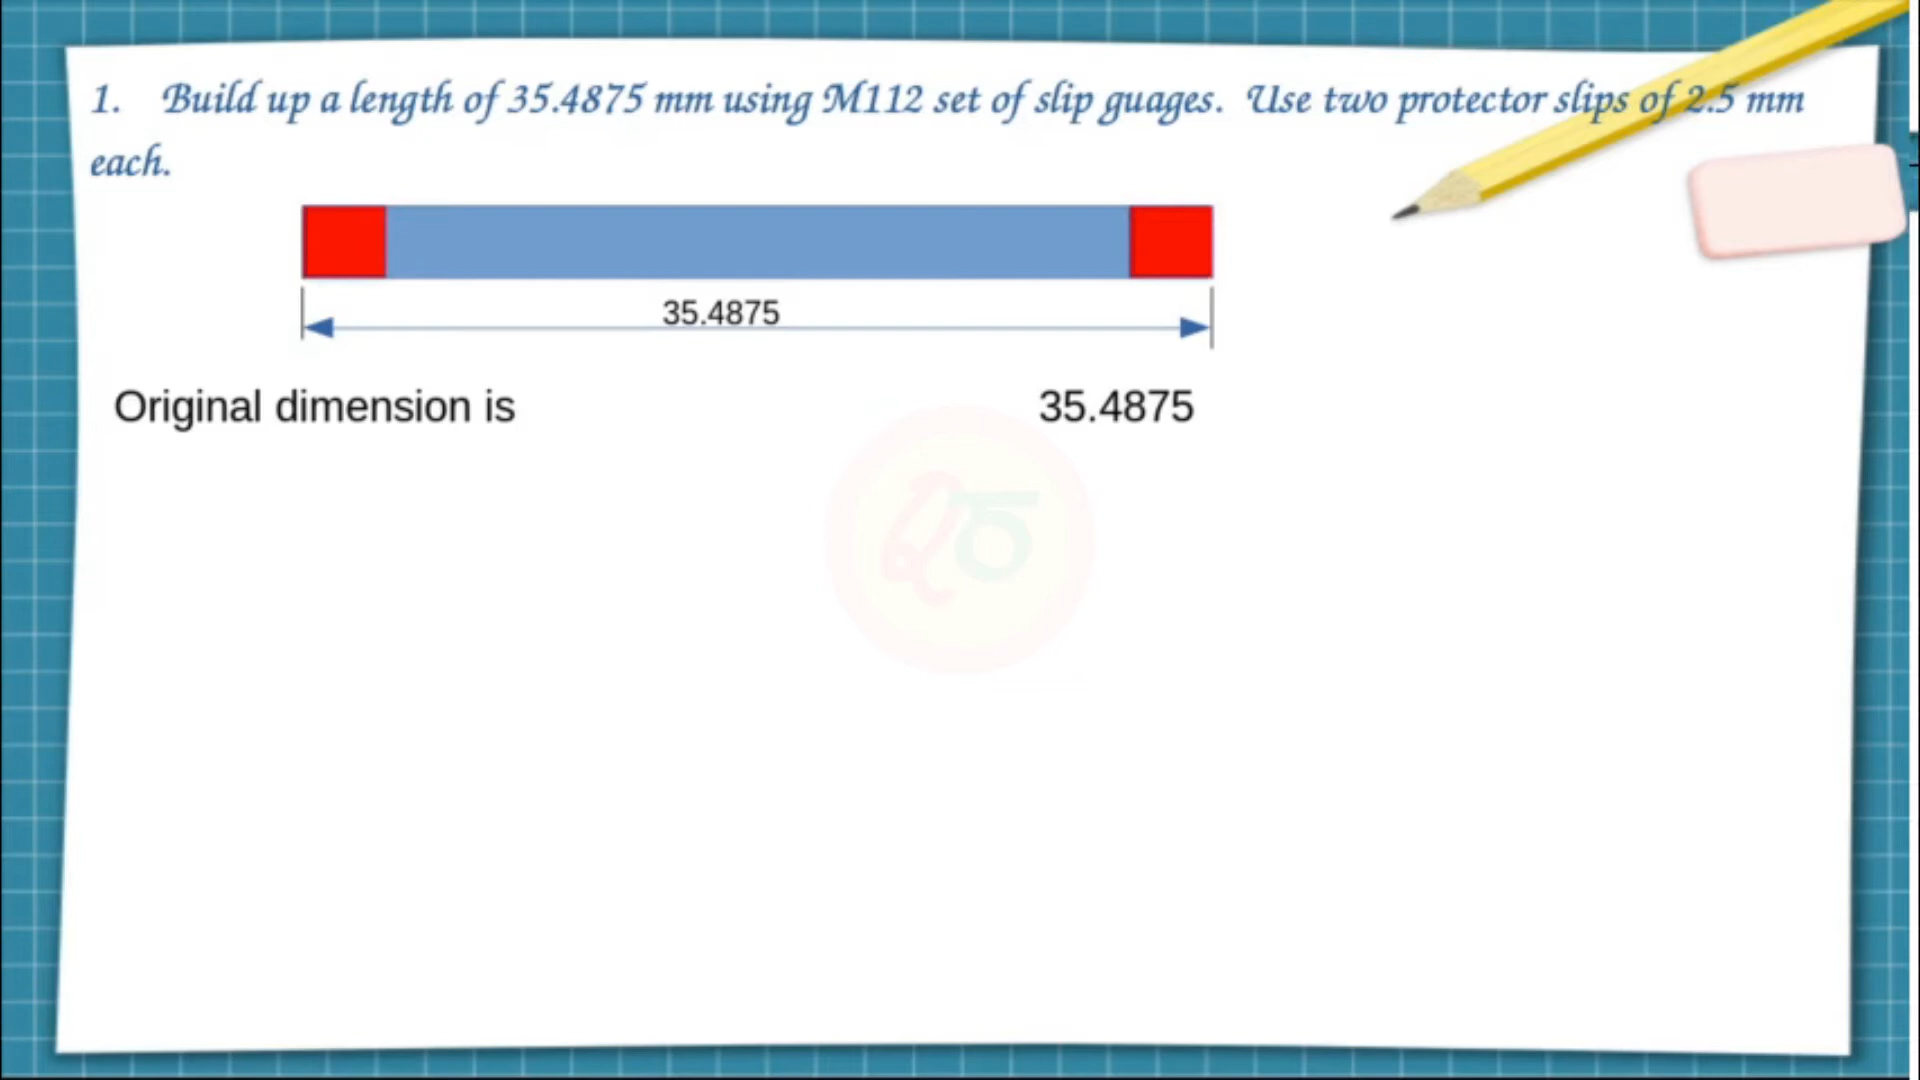 1. Build up a length of 35.4875 mm using M112 set of slip guages. Use two protector slips of 2.5 mm
each.
35.4875
Original dimension is 35.4875